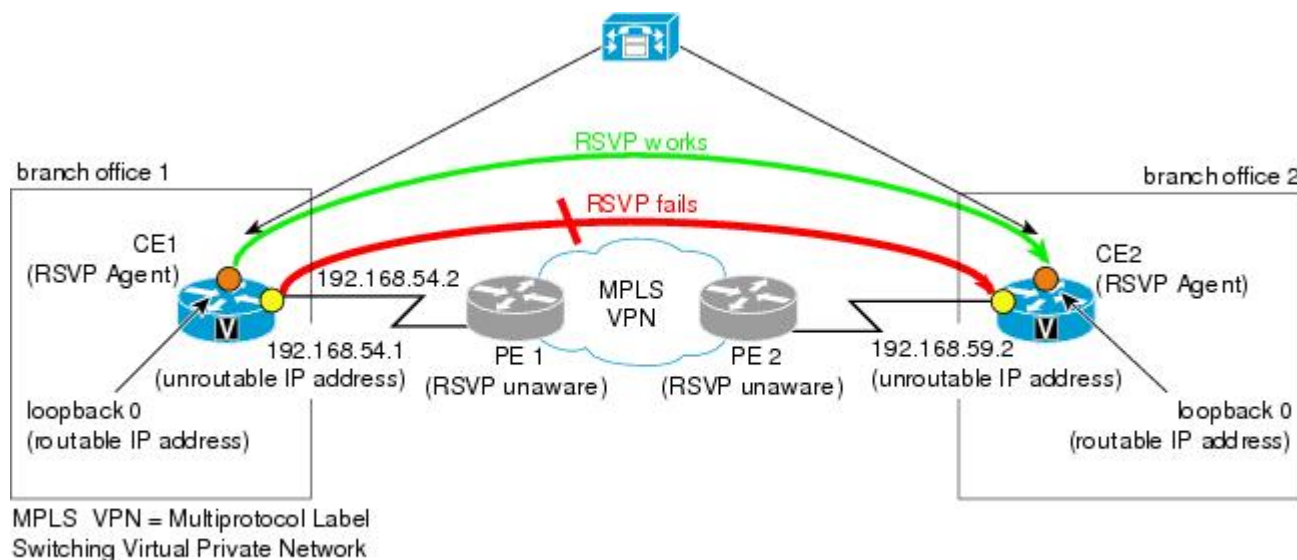 RSVP works
branch office 1
branch office 2
RSVP fails
CE1
(RSVP Agent)
CE2
(RSVP Agent)
192.168.54.2
MPLS
VPN
V
V
192.168.54.1
(unroutable IP address)
PE 1
(RSVP unaware)
PE 2
(RSVP unaware)
192.168.59.2
(unroutable IP address)
loopback 0
(routable IP address)
loopback 0
(routable IP address)
MPLS VPN = Multiprotocol Label
Switching Virtual Private Network